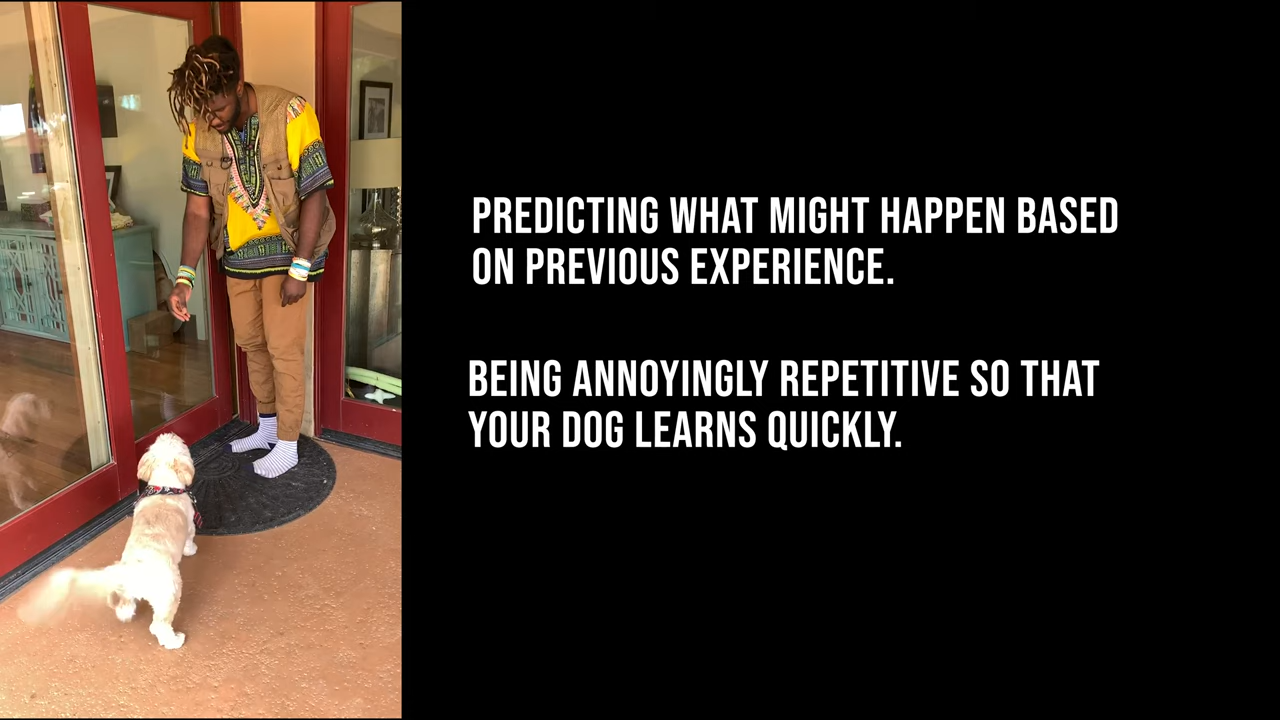 PREDICTING WHAT MIGHT HAPPEN BASED
ON PREVIOUS EXPERIENCE.
BEING ANNOYINGLY REPETITIVE SO THAT
YOUR DOG LEARNS QUICKLY.